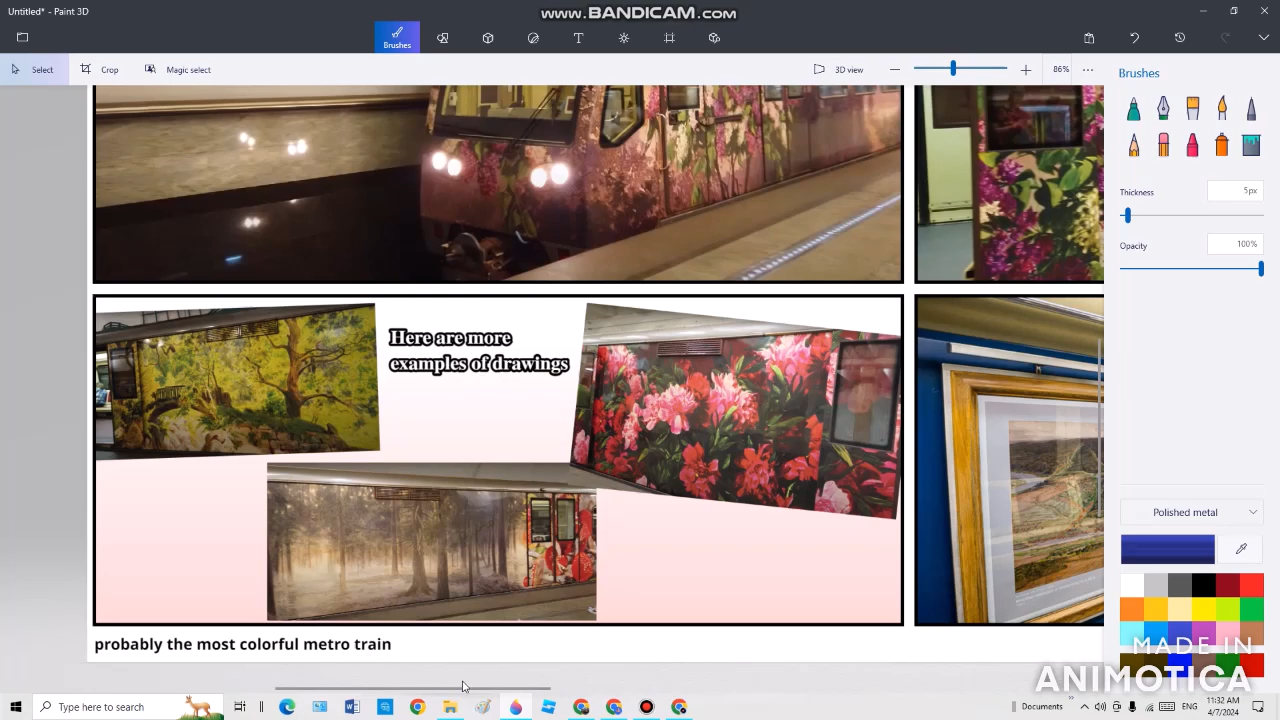 Untitled* - Paint 3D
www.BANDICAM.com
Brushes
Select
Crop
Magic select
3D view
86%
Brushes
Thickness
5px
Opacity
100%
Here are more
examples of drawings
Polished metal
probably the most colorful metro train
MADE IN
ANIMOTICA
Type here to search
Documents
ENG
11:32 AM
4/7/2024